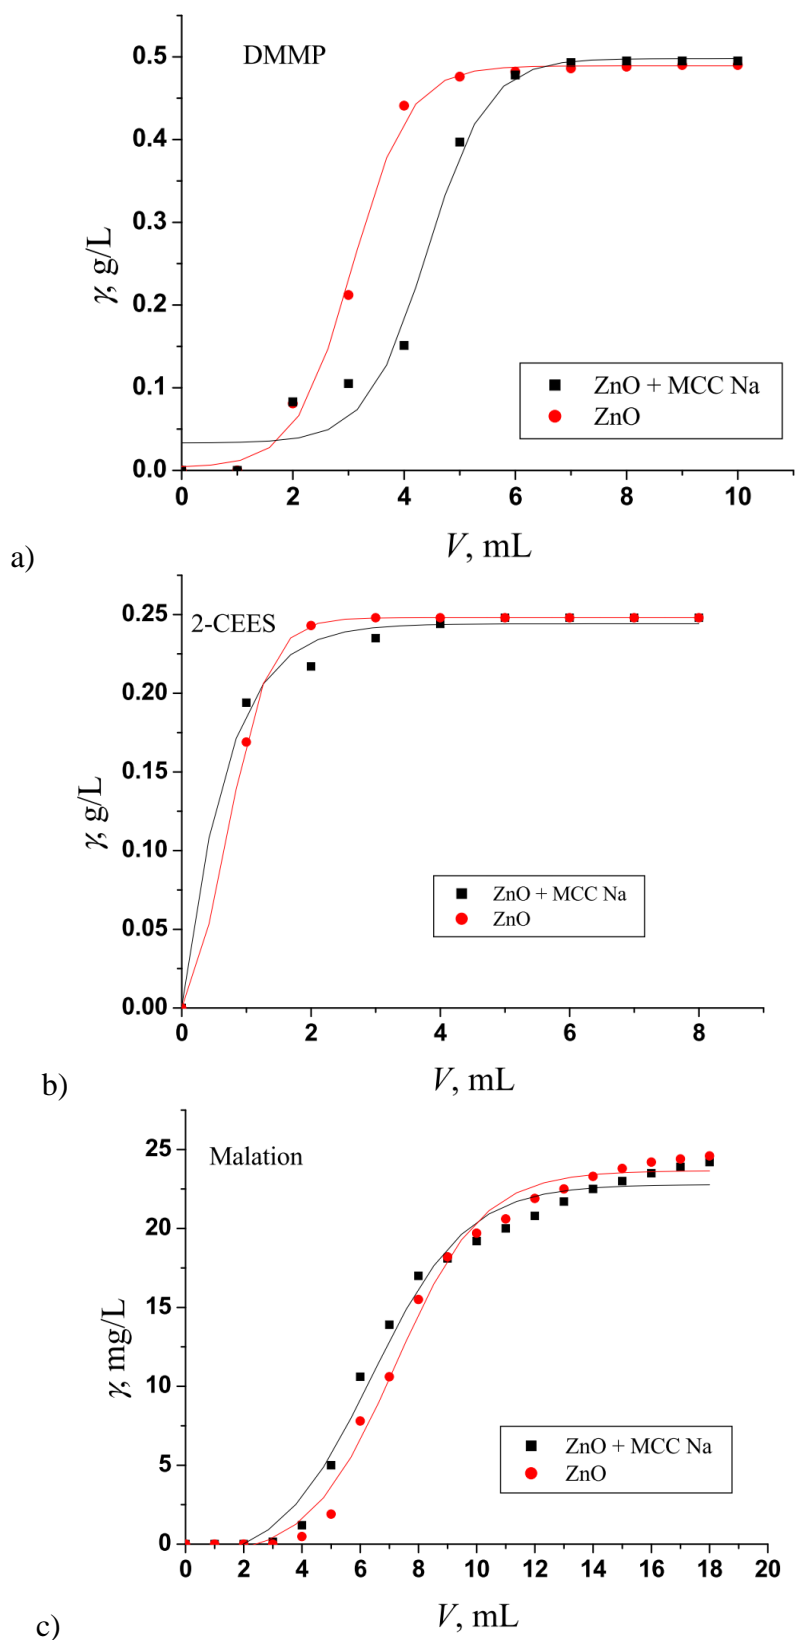 DMMP
0.5
0.4
0.3
0.2
0.1
0.0
γ, g/L
ZnO + MCC Na
ZnO
0 2 4 6 8 10
V, mL
a)
2-CEES
0.25
0.20
0.15
0.10
0.05
0.00
γ, g/L
ZnO + MCC Na
ZnO
0 2 4 6 8
V, mL
b)
Malation
25
20
15
10
5
0
γ, mg/L
ZnO + MCC Na
ZnO
0 2 4 6 8 10 12 14 16 18 20
V, mL
c)